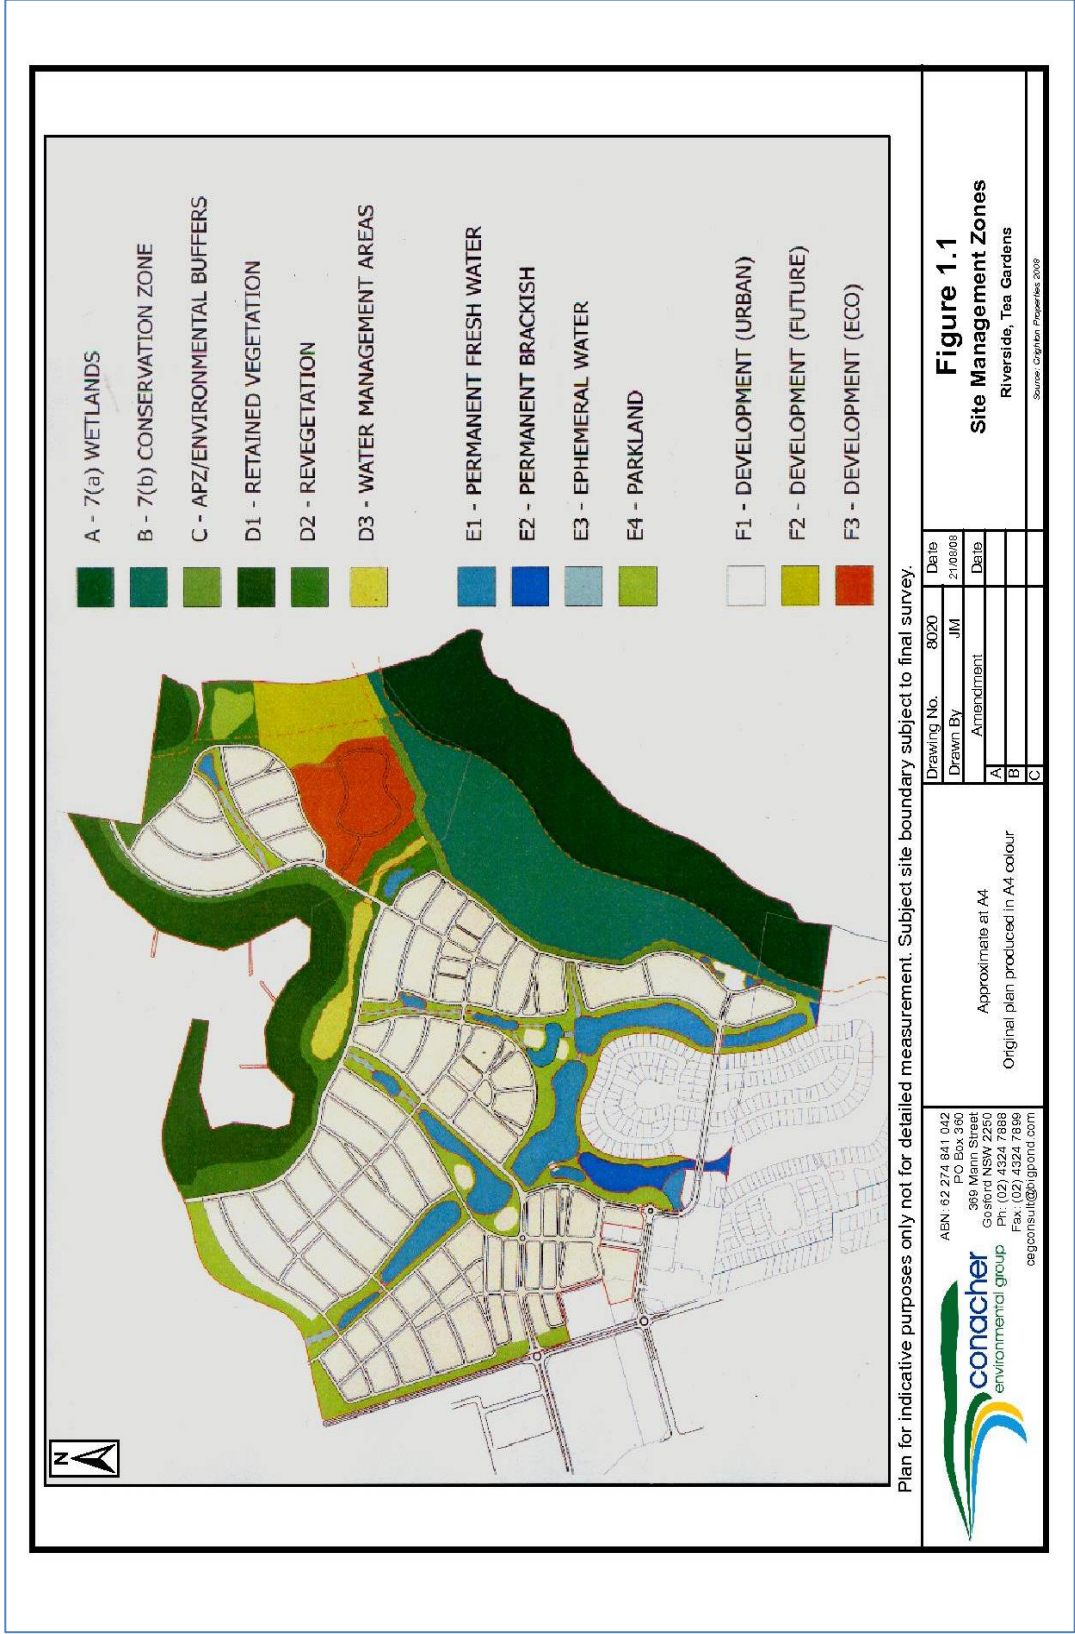 N
A - 7(a) WETLANDS
B - 7(b) CONSERVATION ZONE
C - APZ/ENVIRONMENTAL BUFFERS
D1 - RETAINED VEGETATION
D2 - REVEGETATION
D3 - WATER MANAGEMENT AREAS
E1 - PERMANENT FRESH WATER
E2 - PERMANENT BRACKISH
E3 - EPHEMERAL WATER
E4 - PARKLAND
F1 - DEVELOPMENT (URBAN)
F2 - DEVELOPMENT (FUTURE)
F3 - DEVELOPMENT (ECO)
Plan for indicative purposes only not for detailed measurement. Subject site boundary subject to final survey.
conacher
environmental group
ABN: 62 274 841 042
PO Box 360
369 Mann Street
Gosford NSW 2250
Ph: (02) 4324 7888
Fax: (02) 4324 7899
cegconsult@bigpond.com
Approximate at A4
Original plan produced in A4 colour
Drawing No. 8020
Date
Drawn By JM
21/08/08
Amendment
Date
A
B
C
Figure 1.1
Site Management Zones
Riverside, Tea Gardens
Source: Crighton Properties 2008